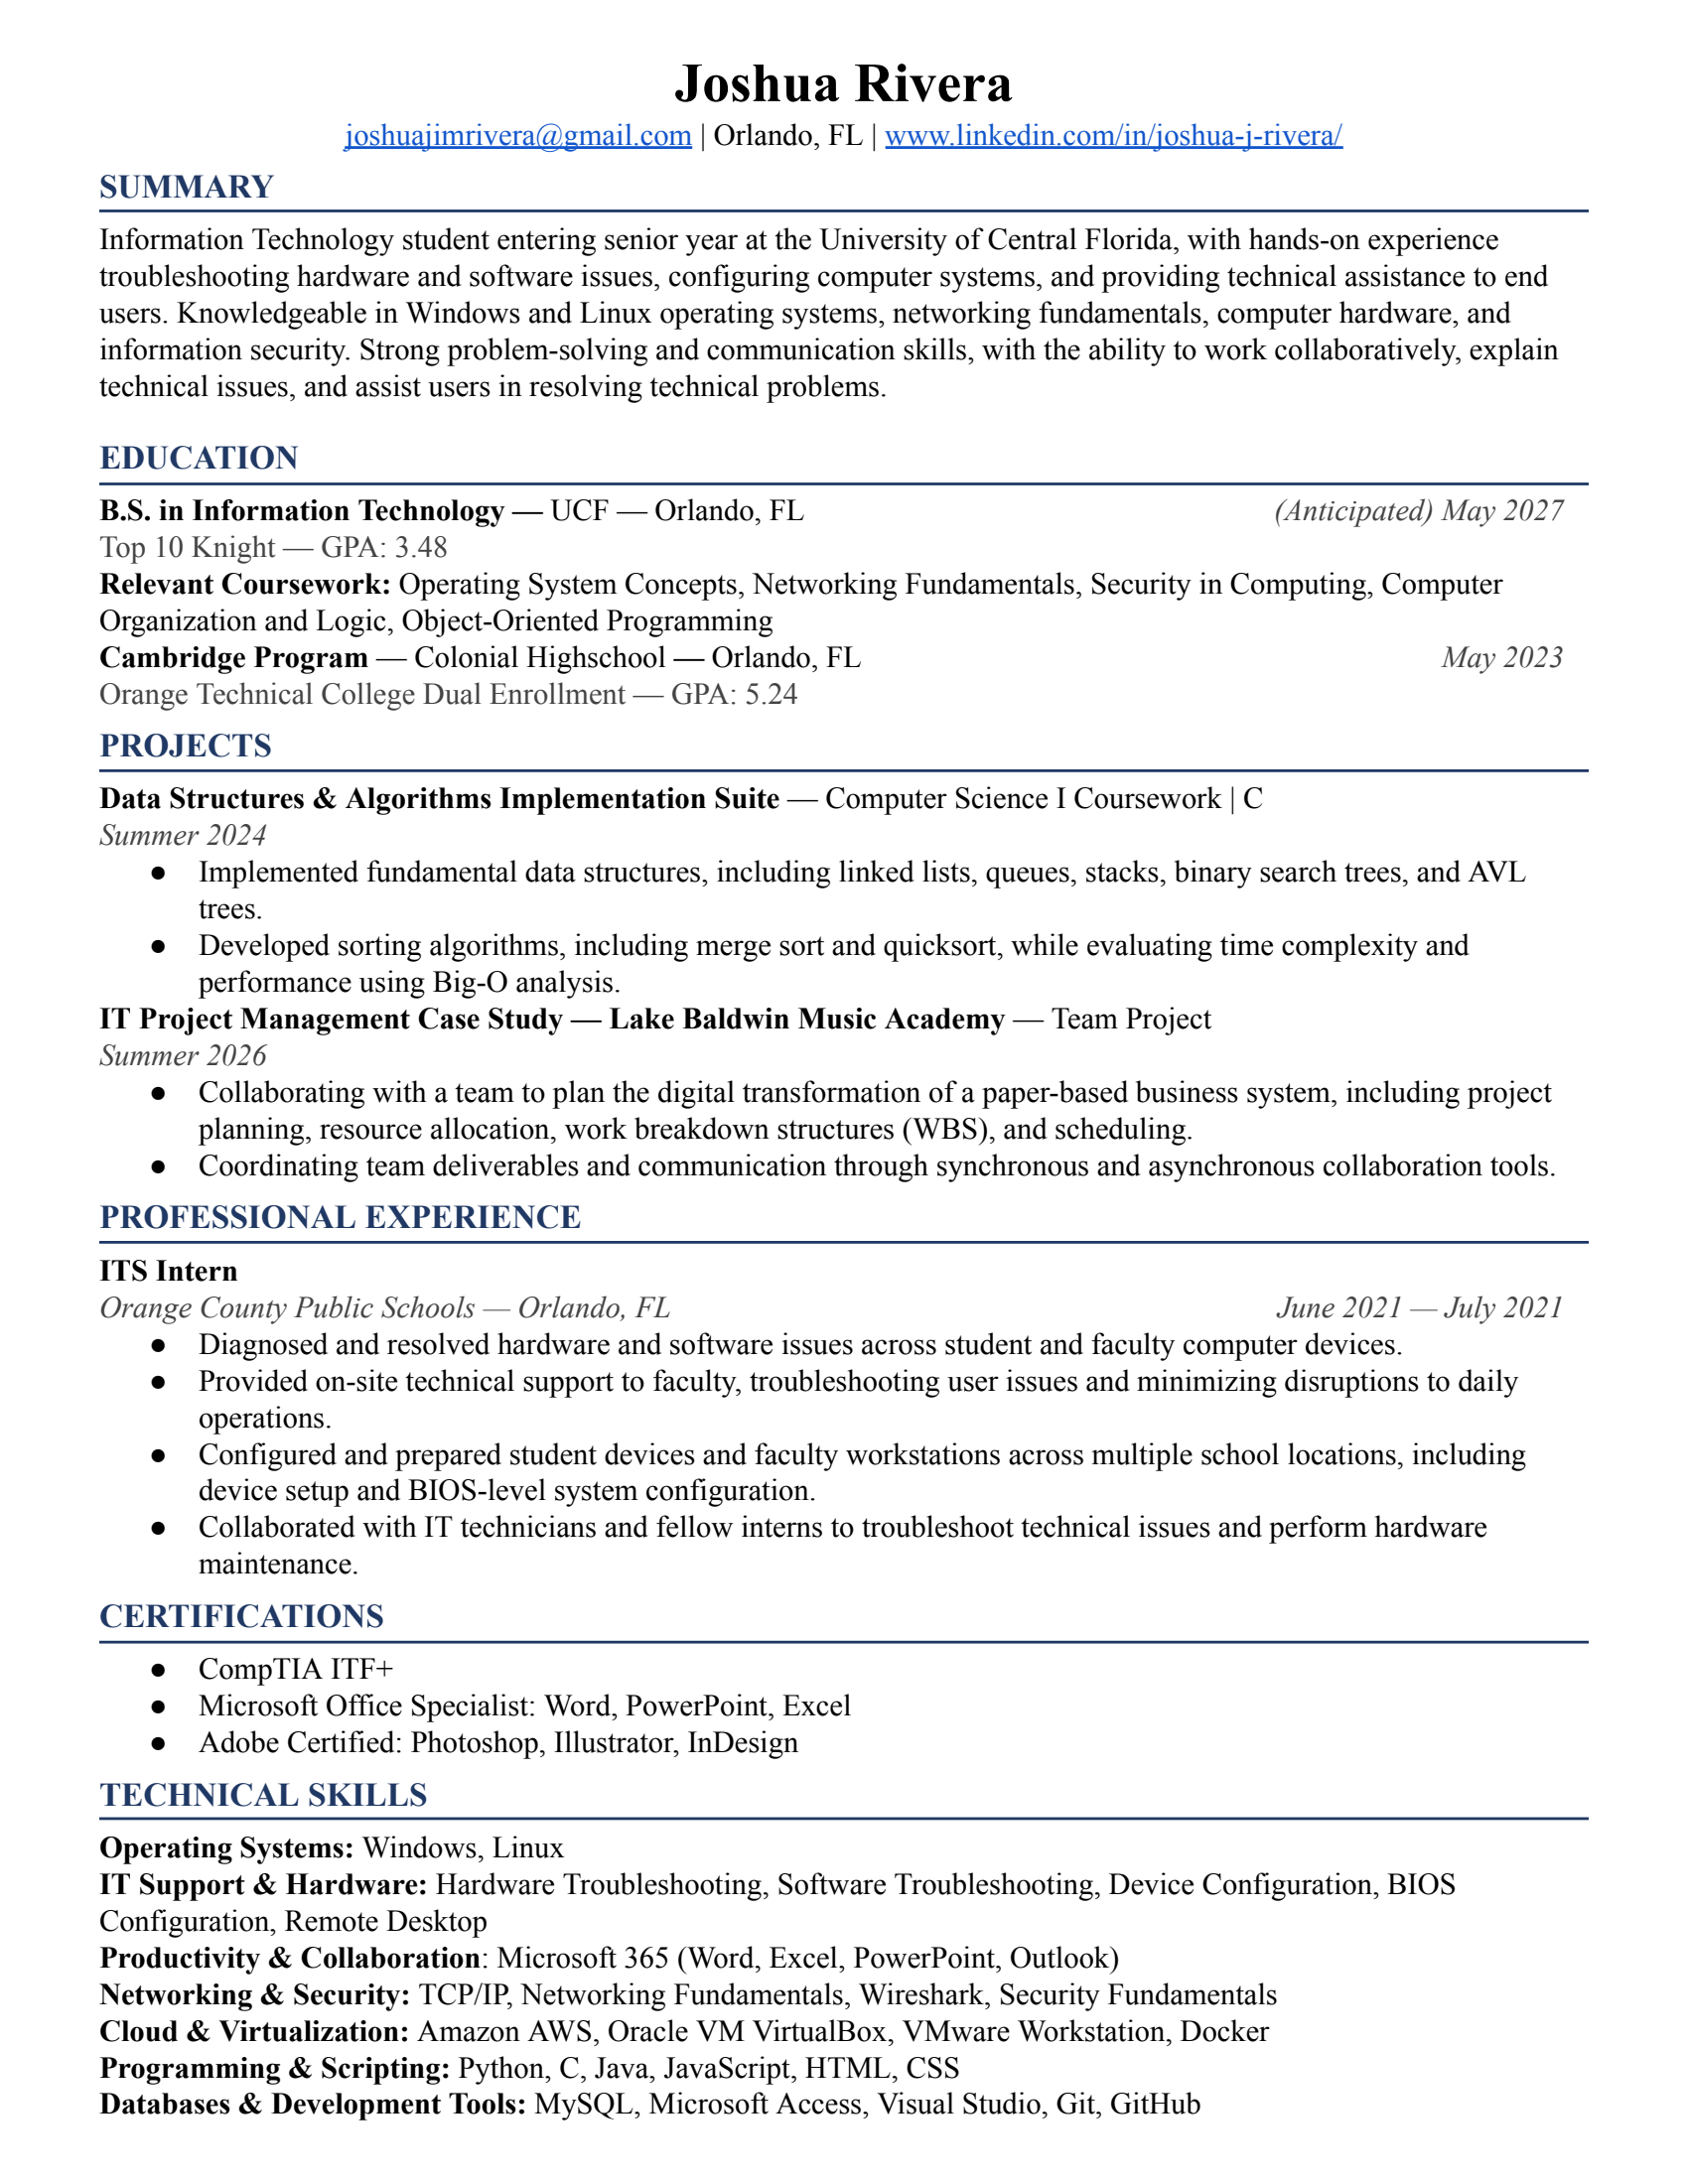 Joshua Rivera
joshuajimrivera@gmail.com | Orlando, FL | www.linkedin.com/in/joshua-j-rivera/
SUMMARY
Information Technology student entering senior year at the University of Central Florida, with hands-on experience
troubleshooting hardware and software issues, configuring computer systems, and providing technical assistance to end
users. Knowledgeable in Windows and Linux operating systems, networking fundamentals, computer hardware, and
information security. Strong problem-solving and communication skills, with the ability to work collaboratively, explain
technical issues, and assist users in resolving technical problems.
EDUCATION
B.S. in Information Technology — UCF — Orlando, FL (Anticipated) May 2027
Top 10 Knight — GPA: 3.48
Relevant Coursework: Operating System Concepts, Networking Fundamentals, Security in Computing, Computer
Organization and Logic, Object-Oriented Programming
Cambridge Program — Colonial Highschool — Orlando, FL May 2023
Orange Technical College Dual Enrollment — GPA: 5.24
PROJECTS
Data Structures & Algorithms Implementation Suite — Computer Science I Coursework | C
Summer 2024
● Implemented fundamental data structures, including linked lists, queues, stacks, binary search trees, and AVL
trees.
● Developed sorting algorithms, including merge sort and quicksort, while evaluating time complexity and
performance using Big-O analysis.
IT Project Management Case Study — Lake Baldwin Music Academy — Team Project
Summer 2026
● Collaborating with a team to plan the digital transformation of a paper-based business system, including project
planning, resource allocation, work breakdown structures (WBS), and scheduling.
● Coordinating team deliverables and communication through synchronous and asynchronous collaboration tools.
PROFESSIONAL EXPERIENCE
ITS Intern
Orange County Public Schools — Orlando, FL June 2021 — July 2021
● Diagnosed and resolved hardware and software issues across student and faculty computer devices.
● Provided on-site technical support to faculty, troubleshooting user issues and minimizing disruptions to daily
operations.
● Configured and prepared student devices and faculty workstations across multiple school locations, including
device setup and BIOS-level system configuration.
● Collaborated with IT technicians and fellow interns to troubleshoot technical issues and perform hardware
maintenance.
CERTIFICATIONS
● CompTIA ITF+
● Microsoft Office Specialist: Word, PowerPoint, Excel
● Adobe Certified: Photoshop, Illustrator, InDesign
TECHNICAL SKILLS
Operating Systems: Windows, Linux
IT Support & Hardware: Hardware Troubleshooting, Software Troubleshooting, Device Configuration, BIOS
Configuration, Remote Desktop
Productivity & Collaboration: Microsoft 365 (Word, Excel, PowerPoint, Outlook)
Networking & Security: TCP/IP, Networking Fundamentals, Wireshark, Security Fundamentals
Cloud & Virtualization: Amazon AWS, Oracle VM VirtualBox, VMware Workstation, Docker
Programming & Scripting: Python, C, Java, JavaScript, HTML, CSS
Databases & Development Tools: MySQL, Microsoft Access, Visual Studio, Git, GitHub